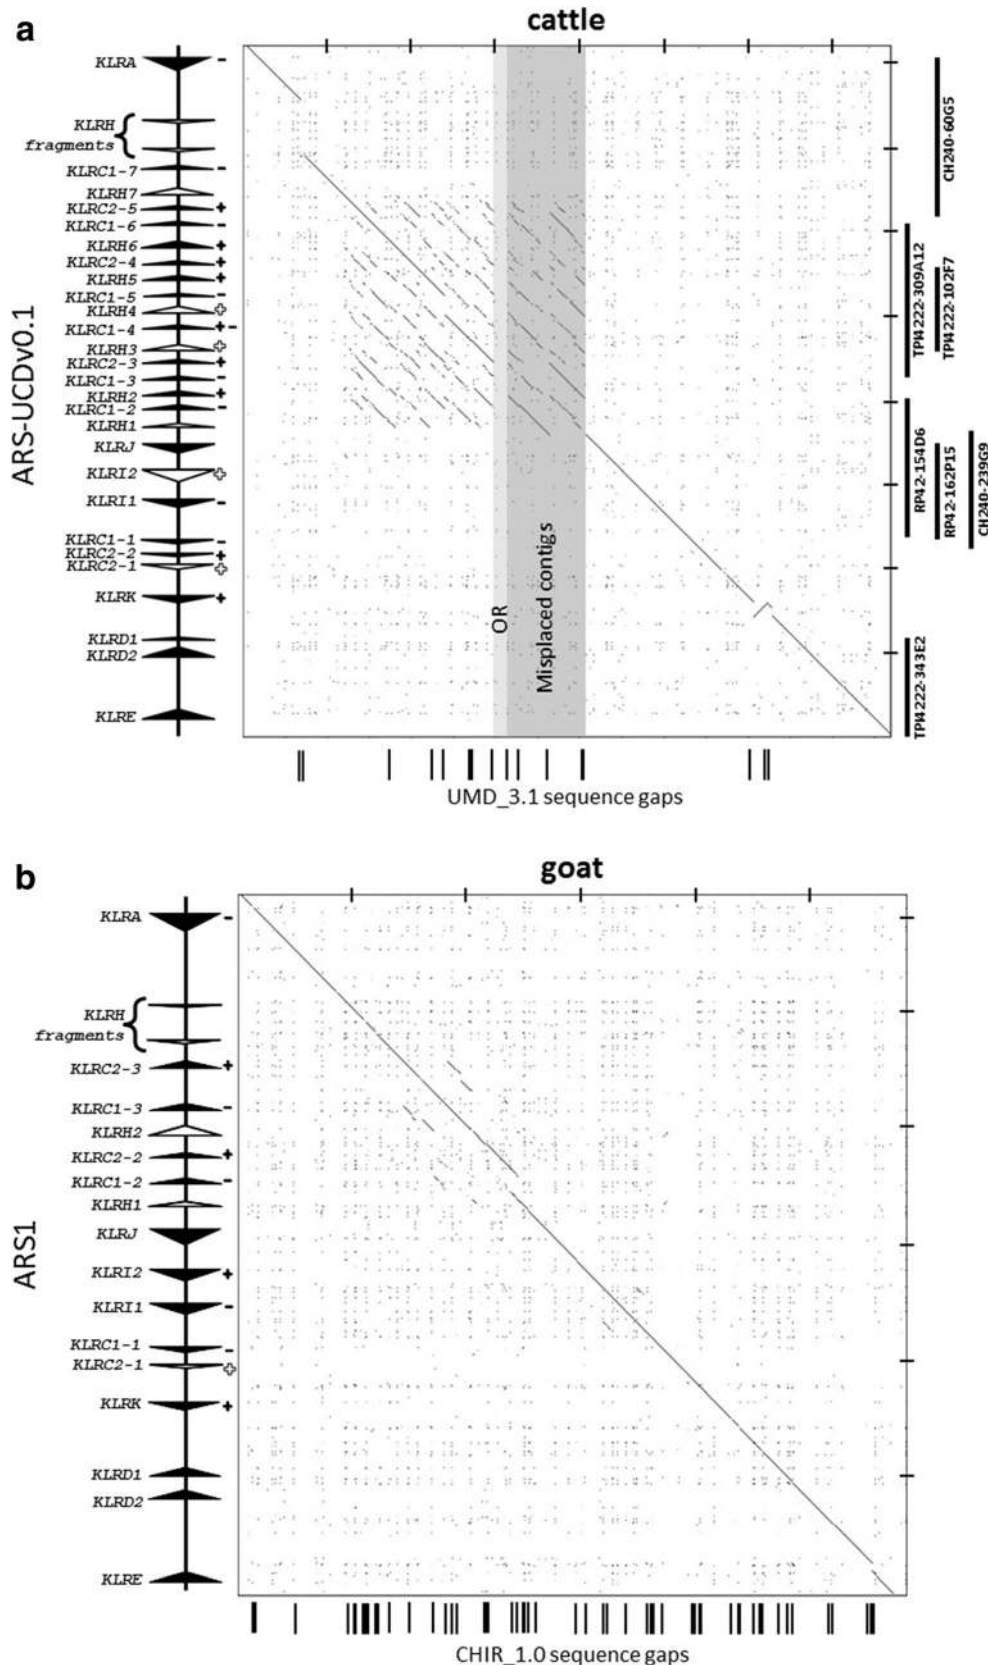 a
cattle
KLRA -
KLRH
fragments
KLRC1-7 -
KLRH7
KLRC2-5 +
KLRC1-6 -
KLRH6 +
KLRC2-4 +
KLRH5 +
KLRC1-5 -
KLRH4 +
KLRC1-4 + -
KLRH3 +
KLRC2-3 +
KLRC1-3 -
KLRH2 +
KLRC1-2 -
KLRH1
KLRJ
KLRI2 +
KLRI1 -
KLRC1-1 -
KLRC2-2 +
KLRC2-1 +
KLRK +
KLRD1
KLRD2
KLRE
ARS-UCDv0.1
OR
Misplaced contigs
CH240-60G5
TPI4222-309A12
TPI4222-102F7
RP42-154D6
RP42-162P15
CH240-239G9
TPI4222-343E2
UMD_3.1 sequence gaps
b
goat
KLRA -
KLRH
fragments
KLRC2-3 +
KLRC1-3 -
KLRH2
KLRC2-2 +
KLRC1-2 -
KLRH1
KLRJ
KLRI2 +
KLRI1 -
KLRC1-1 -
KLRC2-1 +
KLRK +
KLRD1
KLRD2
KLRE
ARS1
CHIR_1.0 sequence gaps